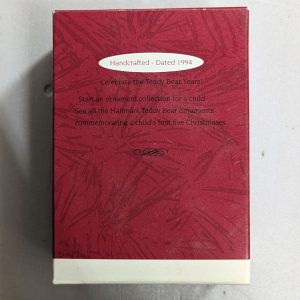 Handcrafted - Dated 1994
Celebrate the Teddy Bear Years!
Start an ornament collection for a child.
See all the Hallmark Teddy Bear ornaments
commemorating a child's first five Christmases.